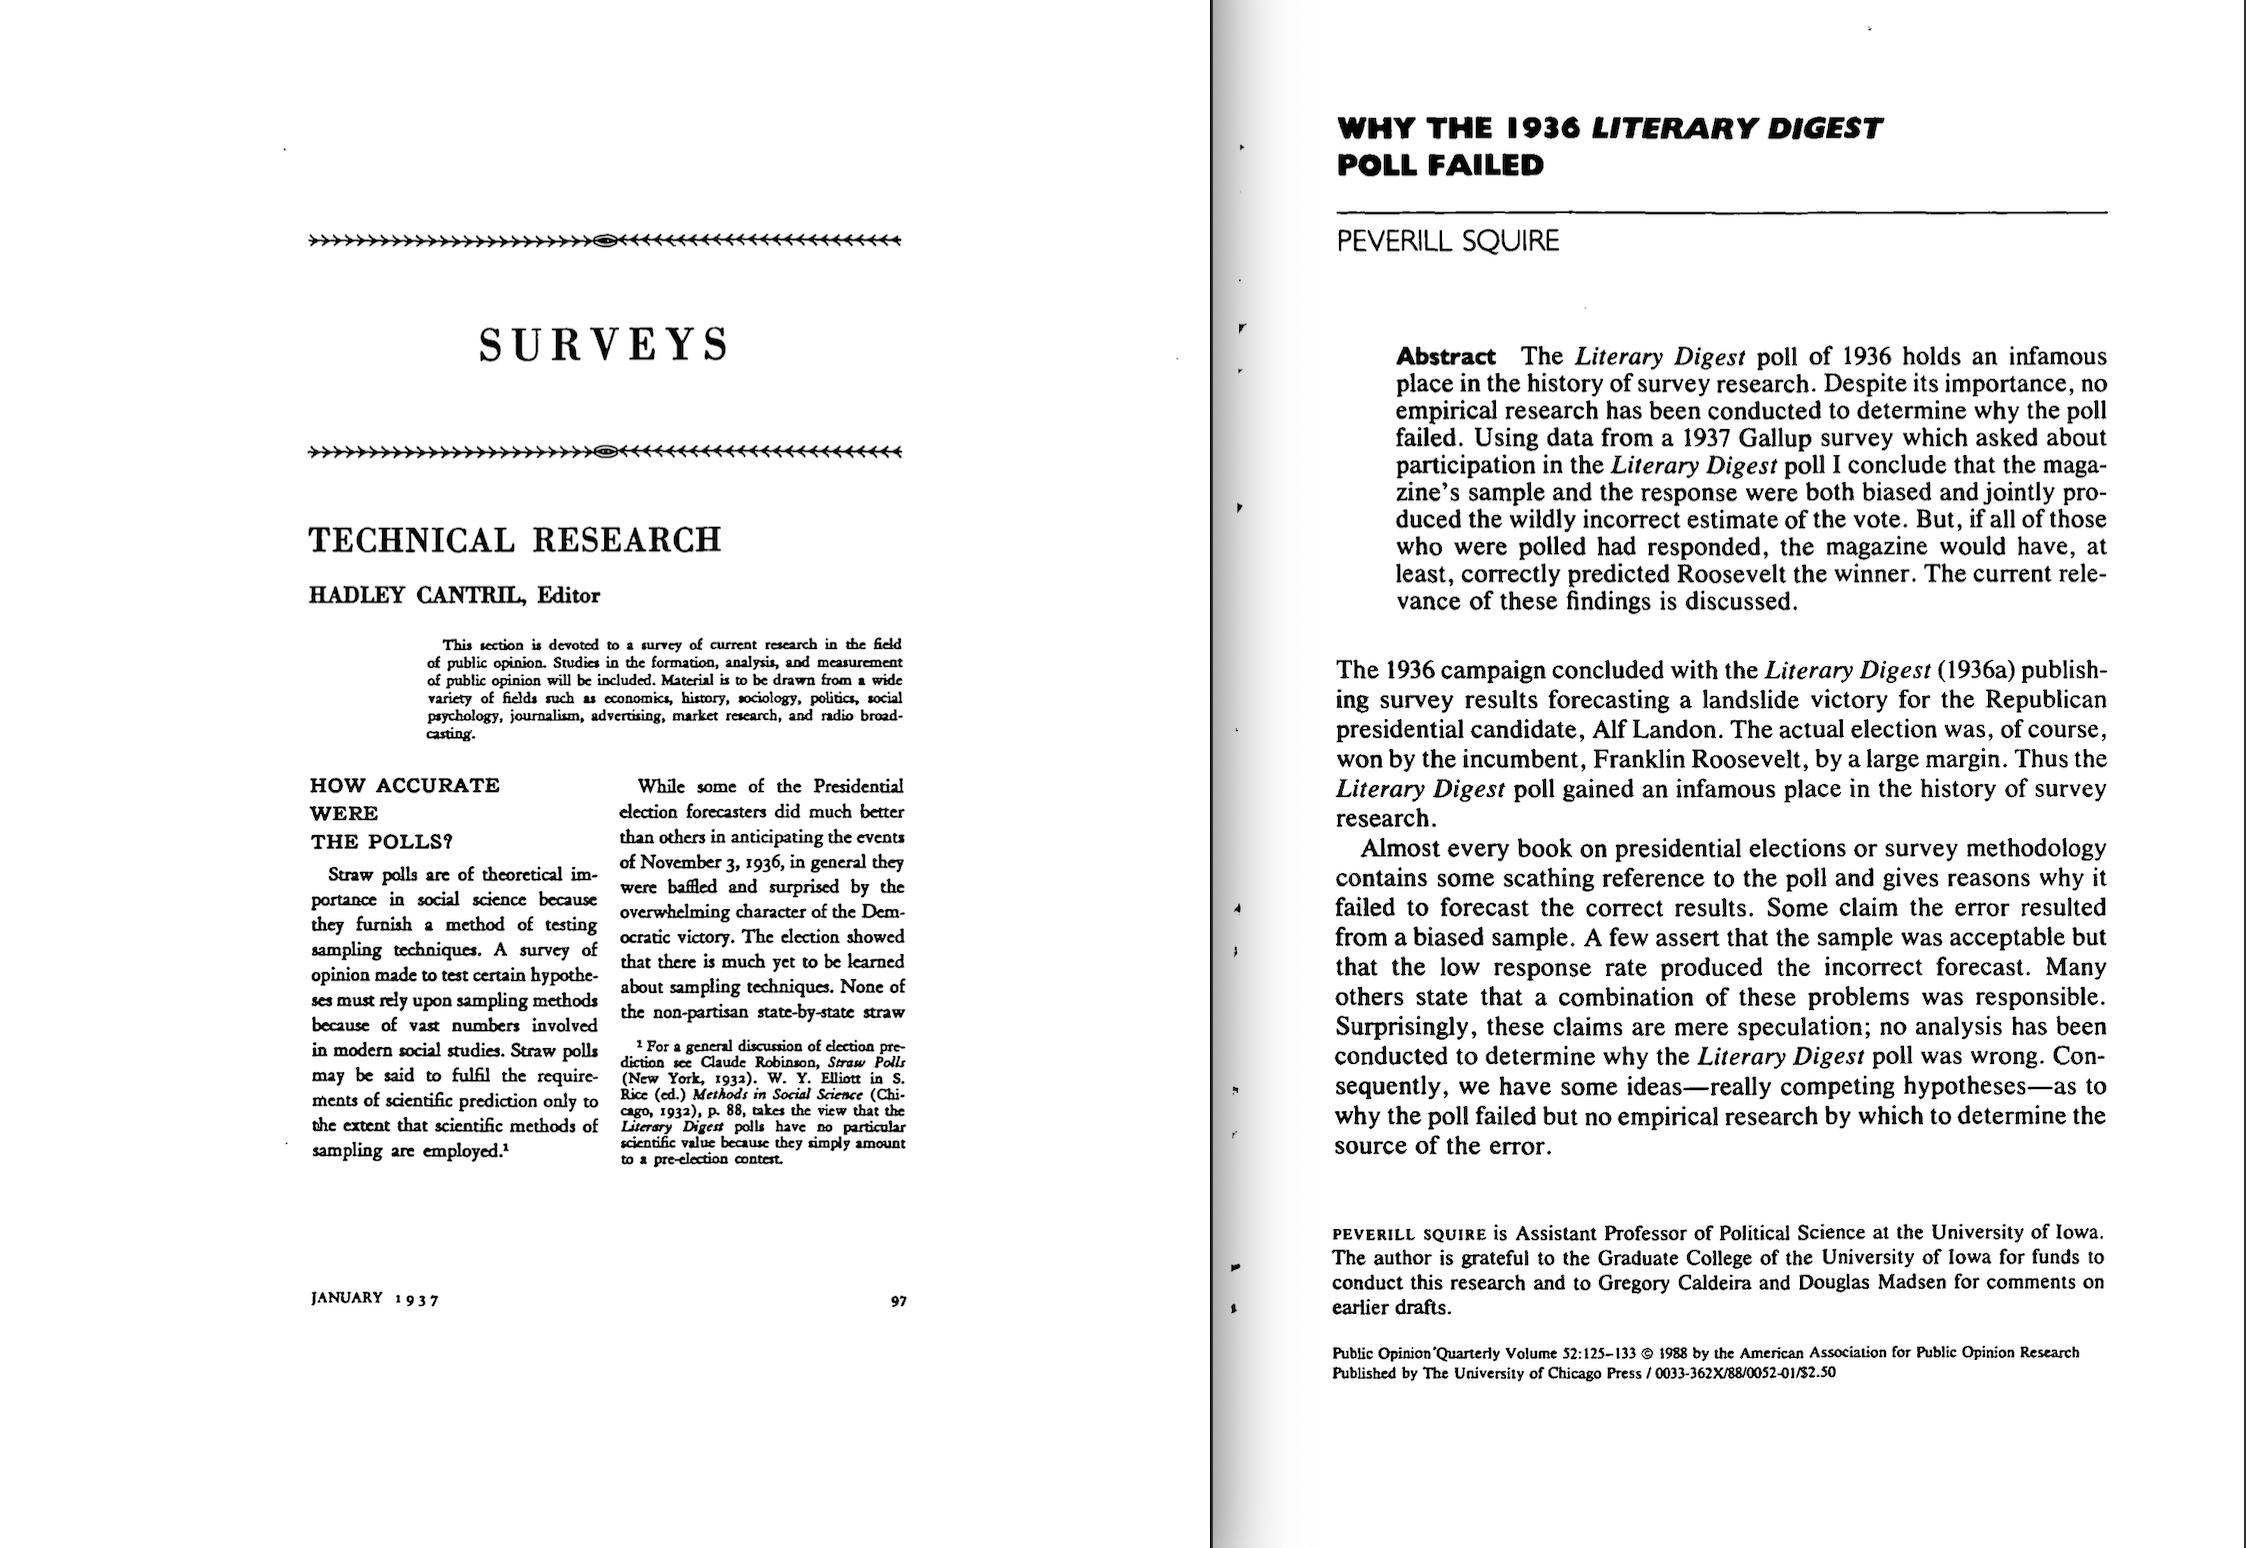 SURVEYS
TECHNICAL RESEARCH
HADLEY CANTRIL, Editor
This section is devoted to a survey of current research in the field
of public opinion. Studies in the formation, analysis, and measurement
of public opinion will be included. Material is to be drawn from a wide
variety of fields such as economics, history, sociology, politics, social
psychology, journalism, advertising, market research, and radio broad-
casting.
HOW ACCURATE
WERE
THE POLLS?
Straw polls are of theoretical im-
portance in social science because
they furnish a method of testing
sampling techniques. A survey of
opinion made to test certain hypothe-
ses must rely upon sampling methods
because of vast numbers involved
in modern social studies. Straw polls
may be said to fulfil the require-
ments of scientific prediction only to
the extent that scientific methods of
sampling are employed.¹
While some of the Presidential
election forecasters did much better
than others in anticipating the events
of November 3, 1936, in general they
were baffled and surprised by the
overwhelming character of the Dem-
ocratic victory. The election showed
that there is much yet to be learned
about sampling techniques. None of
the non-partisan state-by-state straw
¹ For a general discussion of election pre-
diction see Claude Robinson, Straw Polls
(New York, 1932). W. Y. Elliott in S.
Rice (ed.) Methods in Social Science (Chi-
cago, 1932), p. 88, takes the view that the
Literary Digest polls have no particular
scientific value because they simply amount
to a pre-election contest.
JANUARY 1937
97
WHY THE 1936 LITERARY DIGEST
POLL FAILED
PEVERILL SQUIRE
Abstract The Literary Digest poll of 1936 holds an infamous
place in the history of survey research. Despite its importance, no
empirical research has been conducted to determine why the poll
failed. Using data from a 1937 Gallup survey which asked about
participation in the Literary Digest poll I conclude that the maga-
zine's sample and the response were both biased and jointly pro-
duced the wildly incorrect estimate of the vote. But, if all of those
who were polled had responded, the magazine would have, at
least, correctly predicted Roosevelt the winner. The current rele-
vance of these findings is discussed.
The 1936 campaign concluded with the Literary Digest (1936a) publish-
ing survey results forecasting a landslide victory for the Republican
presidential candidate, Alf Landon. The actual election was, of course,
won by the incumbent, Franklin Roosevelt, by a large margin. Thus the
Literary Digest poll gained an infamous place in the history of survey
research.
Almost every book on presidential elections or survey methodology
contains some scathing reference to the poll and gives reasons why it
failed to forecast the correct results. Some claim the error resulted
from a biased sample. A few assert that the sample was acceptable but
that the low response rate produced the incorrect forecast. Many
others state that a combination of these problems was responsible.
Surprisingly, these claims are mere speculation; no analysis has been
conducted to determine why the Literary Digest poll was wrong. Con-
sequently, we have some ideas—really competing hypotheses—as to
why the poll failed but no empirical research by which to determine the
source of the error.
PEVERILL SQUIRE is Assistant Professor of Political Science at the University of Iowa.
The author is grateful to the Graduate College of the University of Iowa for funds to
conduct this research and to Gregory Caldeira and Douglas Madsen for comments on
earlier drafts.
Public Opinion Quarterly Volume 52:125–133 © 1988 by the American Association for Public Opinion Research
Published by The University of Chicago Press / 0033-362X/88/0052-01/$2.50